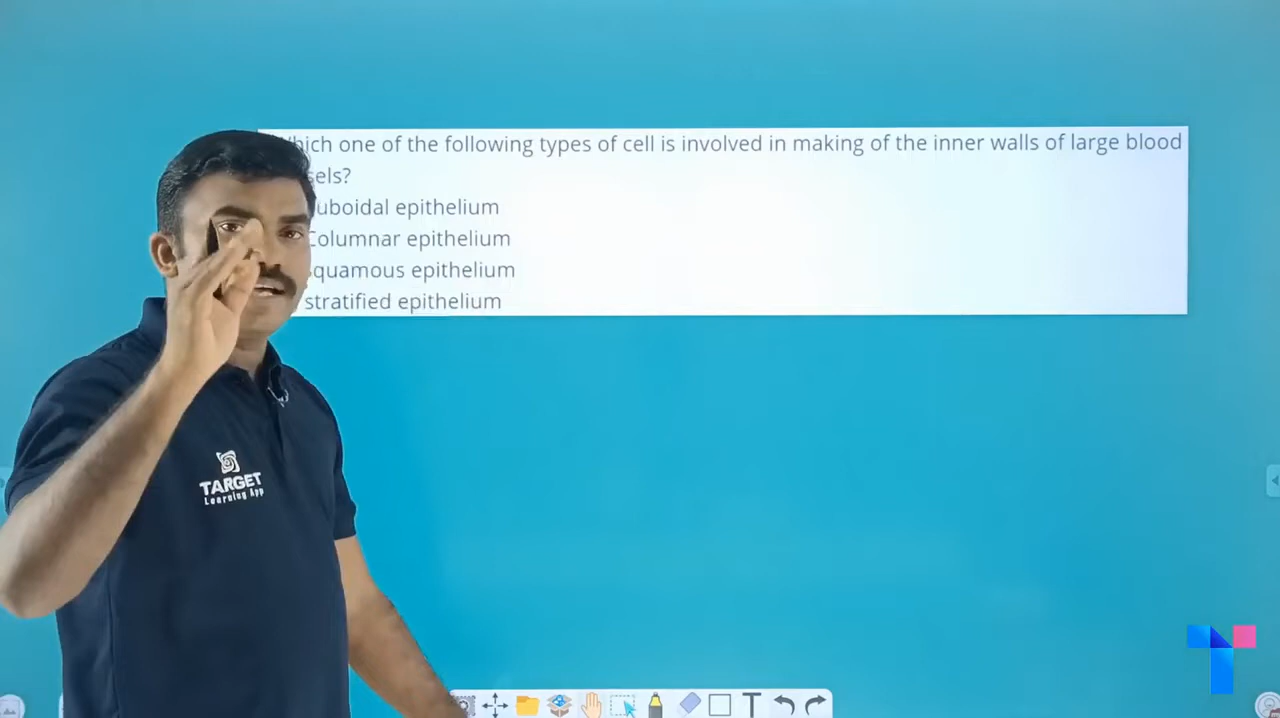 hich one of the following types of cell is involved in making of the inner walls of large blood
sels?
uboidal epithelium
Columnar epithelium
squamous epithelium
stratified epithelium
TARGET
Learning App
T